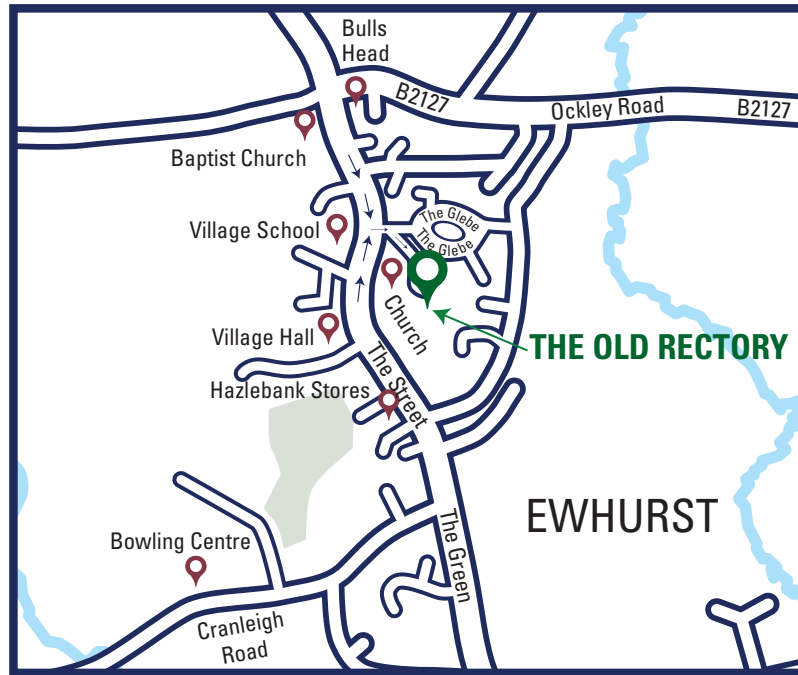 Bulls
Head
B2127
Ockley Road
B2127
Baptist Church
The Glebe
The Glebe
Village School
Church
Village Hall
THE OLD RECTORY
The Street
Hazlebank Stores
EWHURST
The Green
Bowling Centre
Cranleigh
Road